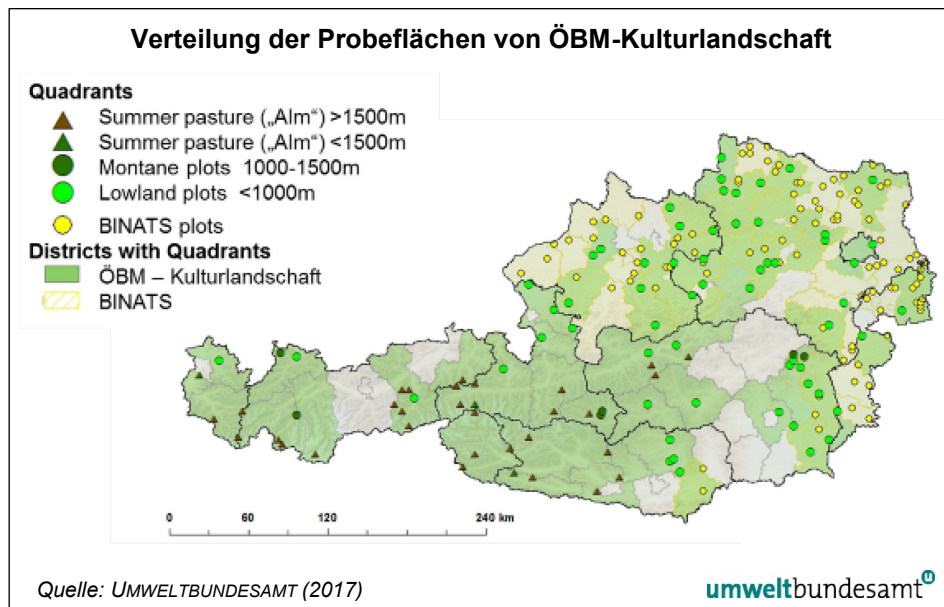 Verteilung der Probeflächen von ÖBM-Kulturlandschaft
Quadrants
Summer pasture („Alm“) >1500m
Summer pasture („Alm“) <1500m
Montane plots 1000-1500m
Lowland plots <1000m
BINATS plots
Districts with Quadrants
ÖBM – Kulturlandschaft
BINATS
0 60 120 240 km
Quelle: UMWELTBUNDESAMT (2017)
umweltbundesamt u